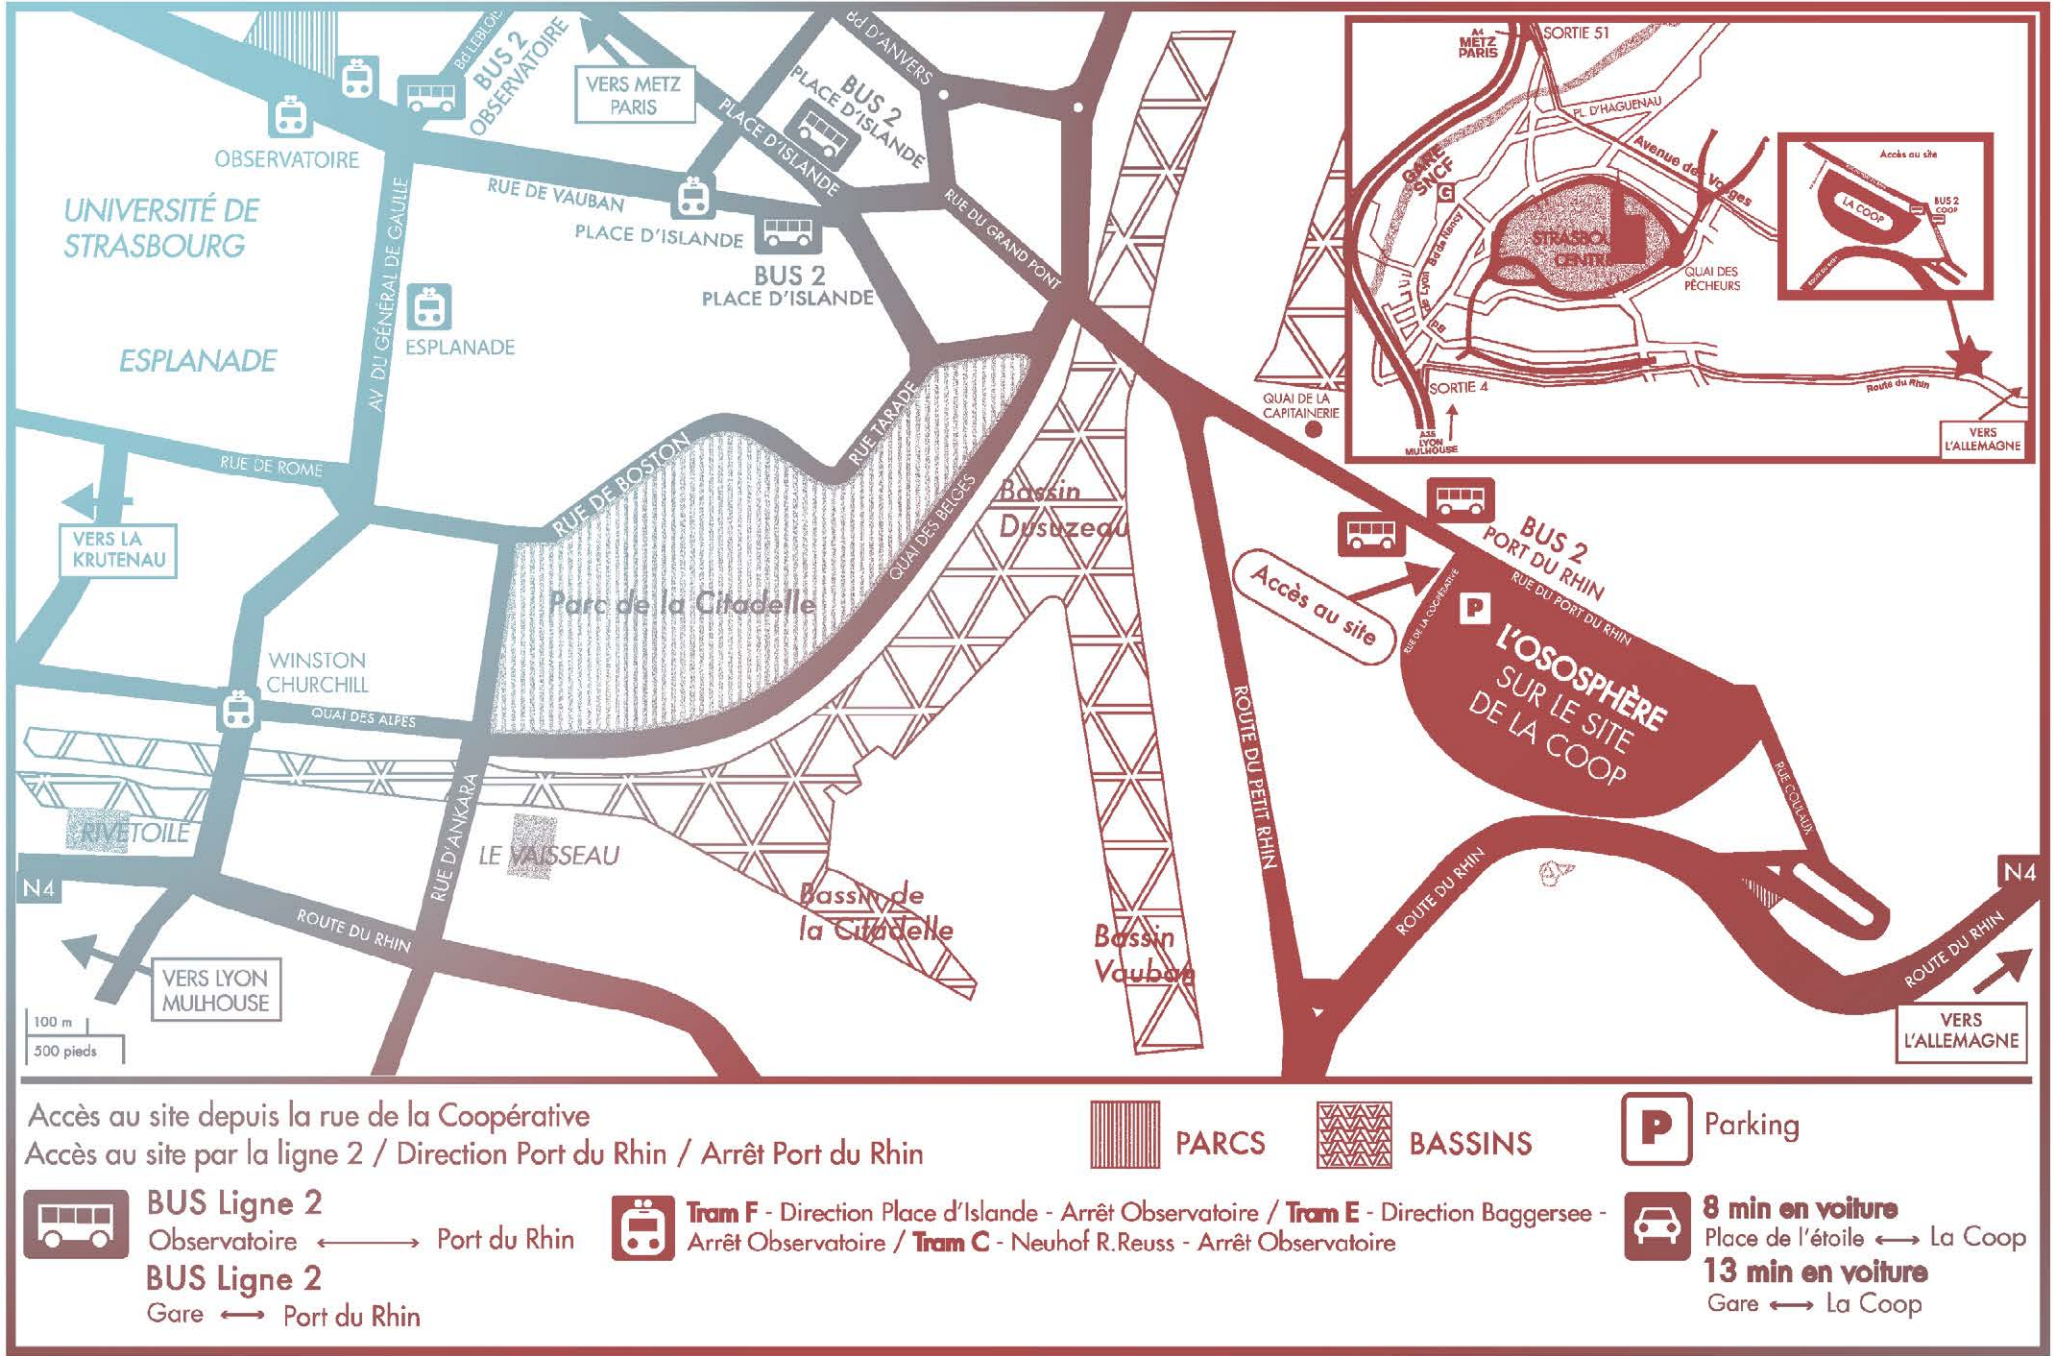 Bd LEBLOIS
BUS 2
OBSERVATOIRE
VERS METZ
PARIS
Bd D'ANVERS
PLACE D'ISLANDE
BUS 2
PLACE D'ISLANDE
OBSERVATOIRE
RUE DE VAUBAN
PLACE D'ISLANDE
BUS 2
PLACE D'ISLANDE
RUE DU GRAND PONT
UNIVERSITÉ DE
STRASBOURG
AV DU GÉNÉRAL DE GAULLE
ESPLANADE
ESPLANADE
RUE DE ROME
RUE DE BOSTON
RUE TARADE
QUAI DES BELGES
VERS LA
KRUTENAU
Parc de la Citadelle
Bassin
Dusuzeau
WINSTON
CHURCHILL
QUAI DES ALPES
RIVETOILE
RUE D'ANKARA
LE VAISSEAU
N4
ROUTE DU RHIN
Bassin de
la Citadelle
Bassin
Vauban
VERS LYON
MULHOUSE
100 m
500 pieds
A4
METZ
PARIS
SORTIE 51
PL D'HAGUENAU
Avenue des Vosges
GARE
SNCF
G
Bd de Nancy
Bd de Lyon
STRASBOU
CENTR
QUAI DES
PÊCHEURS
Accès au site
LA COOP
BUS 2
COOP
SORTIE 4
A35
LYON
MULHOUSE
Route du Rhin
VERS
L'ALLEMAGNE
QUAI DE LA
CAPITAINERIE
BUS 2
PORT DU RHIN
RUE DU PORT DU RHIN
Accès au site
RUE DE LA COOPÉRATIVE
P
L'OSOSPHÈRE
SUR LE SITE
DE LA COOP
ROUTE DU PETIT RHIN
RUE COULAUX
ROUTE DU RHIN
N4
ROUTE DU RHIN
VERS
L'ALLEMAGNE
Accès au site depuis la rue de la Coopérative
Accès au site par la ligne 2 / Direction Port du Rhin / Arrêt Port du Rhin
PARCS
BASSINS
P
Parking
BUS Ligne 2
Observatoire ⟷ Port du Rhin
BUS Ligne 2
Gare ⟷ Port du Rhin
Tram F - Direction Place d'Islande - Arrêt Observatoire / Tram E - Direction Baggersee -
Arrêt Observatoire / Tram C - Neuhof R.Reuss - Arrêt Observatoire
8 min en voiture
Place de l'étoile ⟷ La Coop
13 min en voiture
Gare ⟷ La Coop